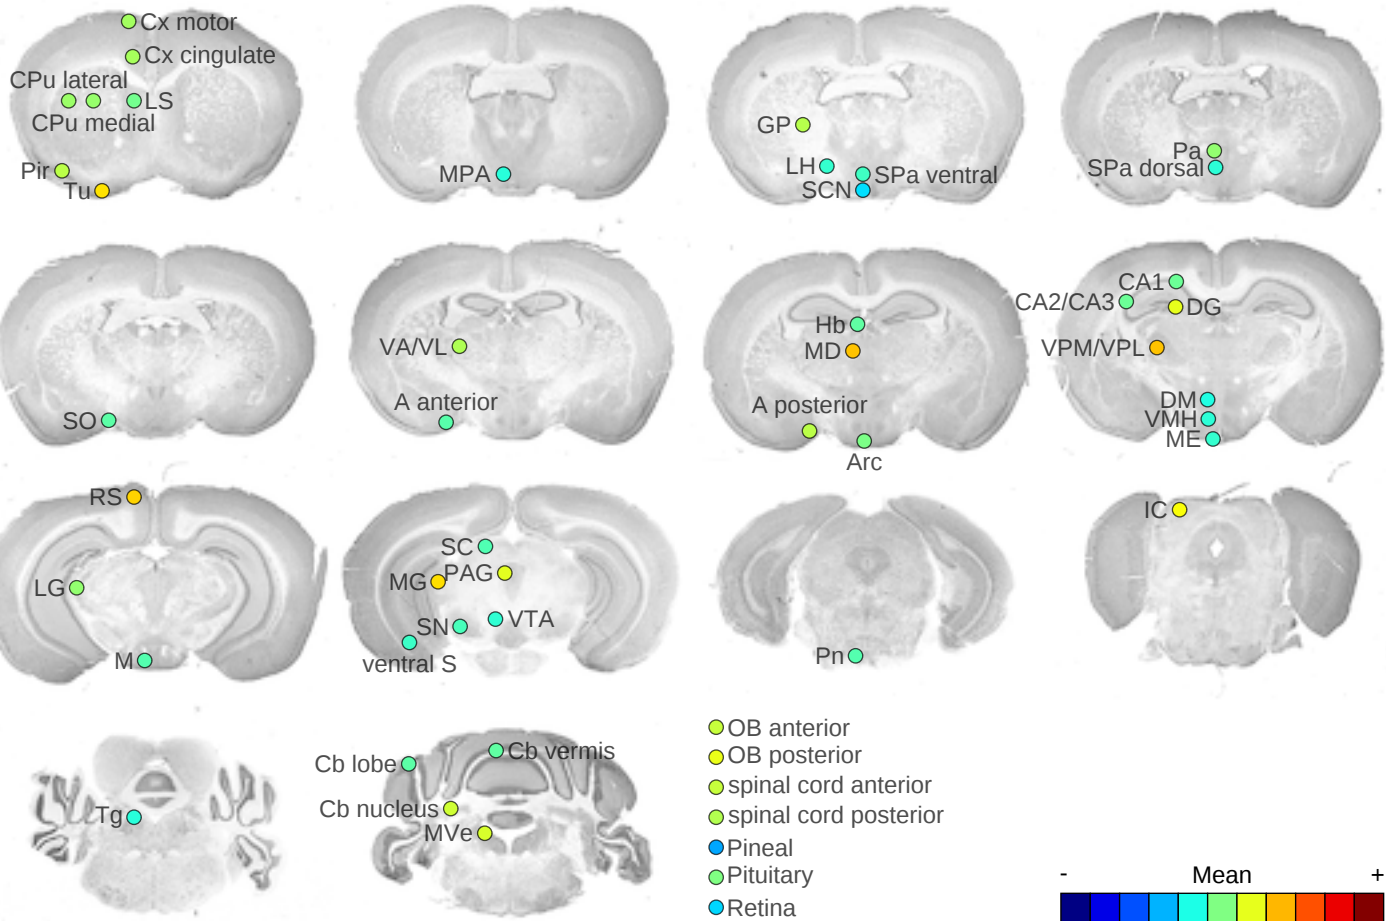 Cx motor
Cx cingulate
CPu lateral
LS
CPu medial
Pir
Tu
MPA
GP
LH
SPa ventral
SCN
Pa
SPa dorsal
SO
VA/VL
A anterior
Hb
MD
A posterior
Arc
CA1
CA2/CA3
DG
VPM/VPL
DM
VMH
ME
RS
LG
M
SC
MG
PAG
SN
VTA
ventral S
Pn
IC
Tg
Cb lobe
Cb vermis
Cb nucleus
MVe
OB anterior
OB posterior
spinal cord anterior
spinal cord posterior
Pineal
Pituitary
Retina
- Mean +